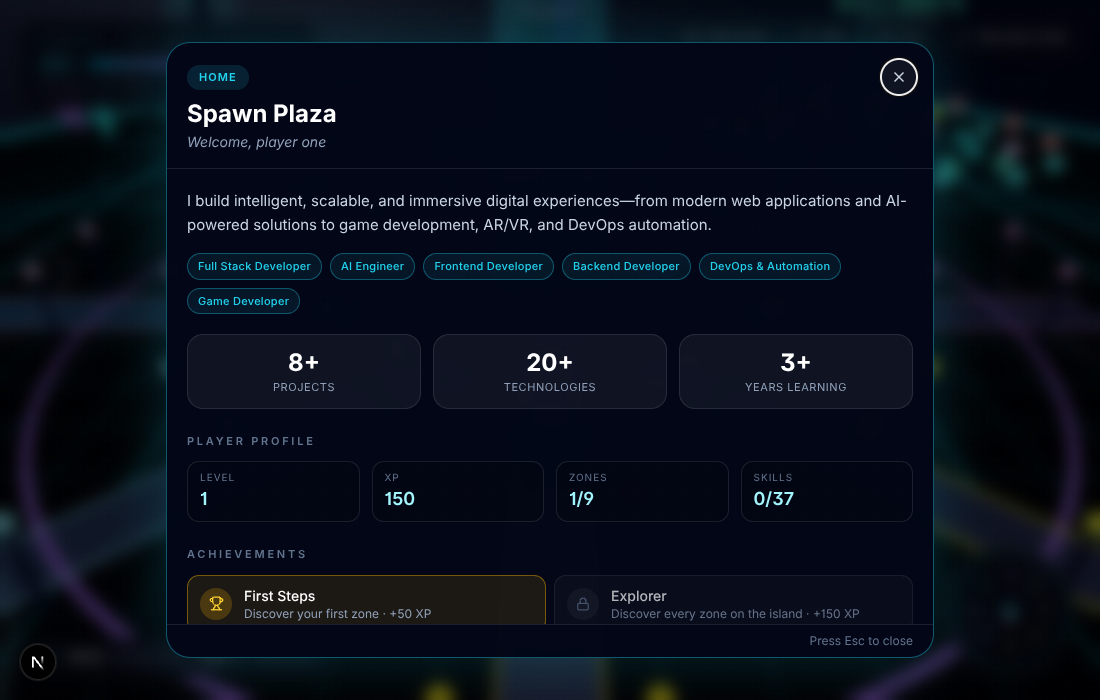 HOME
Spawn Plaza
Welcome, player one
I build intelligent, scalable, and immersive digital experiences—from modern web applications and AI-
powered solutions to game development, AR/VR, and DevOps automation.
Full Stack Developer AI Engineer Frontend Developer Backend Developer DevOps & Automation
Game Developer
8+ 20+ 3+
PROJECTS TECHNOLOGIES YEARS LEARNING
PLAYER PROFILE
LEVEL XP ZONES SKILLS
1 150 1/9 0/37
ACHIEVEMENTS
First Steps Explorer
Discover your first zone · +50 XP Discover every zone on the island · +150 XP
Press Esc to close
N